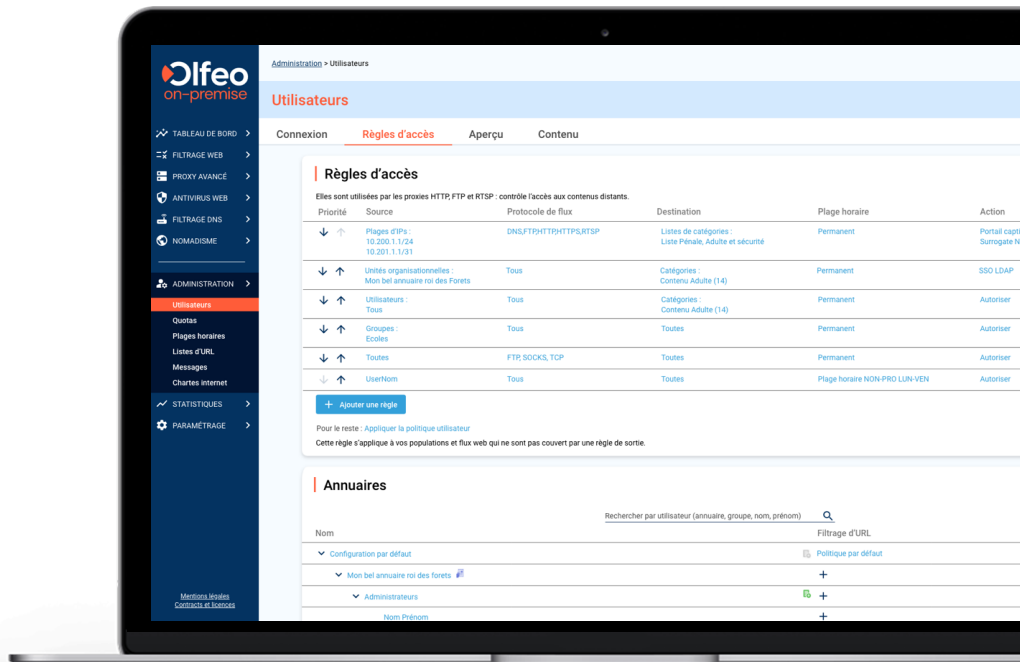 Olfeo
on-premise
TABLEAU DE BORD
FILTRAGE WEB
PROXY AVANCÉ
ANTIVIRUS WEB
FILTRAGE DNS
NOMADISME
ADMINISTRATION
Utilisateurs
Quotas
Plages horaires
Listes d'URL
Messages
Chartes internet
STATISTIQUES
PARAMÉTRAGE
Mentions légales
Contracts et licences
Administration > Utilisateurs
Utilisateurs
Connexion Règles d'accès Aperçu Contenu
Règles d'accès
Elles sont utilisées par les proxies HTTP, FTP et RTSP : contrôle l'accès aux contenus distants.
Priorité Source Protocole de flux Destination Plage horaire Action
Plages d'IPs : DNS,FTP,HTTP,HTTPS,RTSP Listes de catégories : Permanent Portail capti
10.200.1.1/24 Liste Pénale, Adulte et sécurité Surrogate N
10.201.1.1/31
Unités organisationnelles : Tous Catégories : Permanent SSO LDAP
Mon bel annuaire roi des Forets Contenu Adulte (14)
Utilisateurs : Tous Catégories : Permanent Autoriser
Tous Contenu Adulte (14)
Groupes : Tous Toutes Permanent Autoriser
Ecoles
Toutes FTP, SOCKS, TCP Toutes Permanent Autoriser
UserNom Tous Toutes Plage horaire NON-PRO LUN-VEN Autoriser
+ Ajouter une règle
Pour le reste : Appliquer la politique utilisateur
Cette règle s'applique à vos populations et flux web qui ne sont pas couvert par une règle de sortie.
Annuaires
Rechercher par utilisateur (annuaire, groupe, nom, prénom)
Nom Filtrage d'URL
Configuration par défaut Politique par défaut
Mon bel annuaire roi des forets +
Administrateurs +
Nom Prénom +